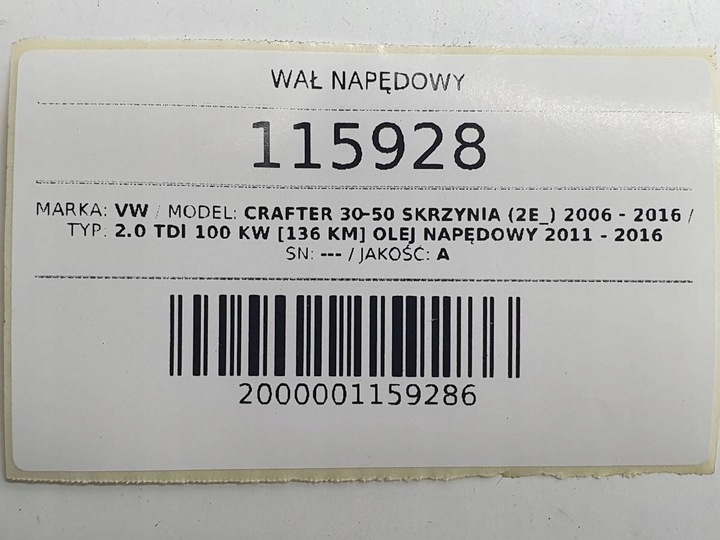 WAŁ NAPĘDOWY
115928
MARKA: VW / MODEL: CRAFTER 30-50 SKRZYNIA (2E_) 2006 - 2016 /
TYP: 2.0 TDI 100 KW [136 KM] OLEJ NAPĘDOWY 2011 - 2016
SN: --- / JAKOŚĆ: A
2000001159286